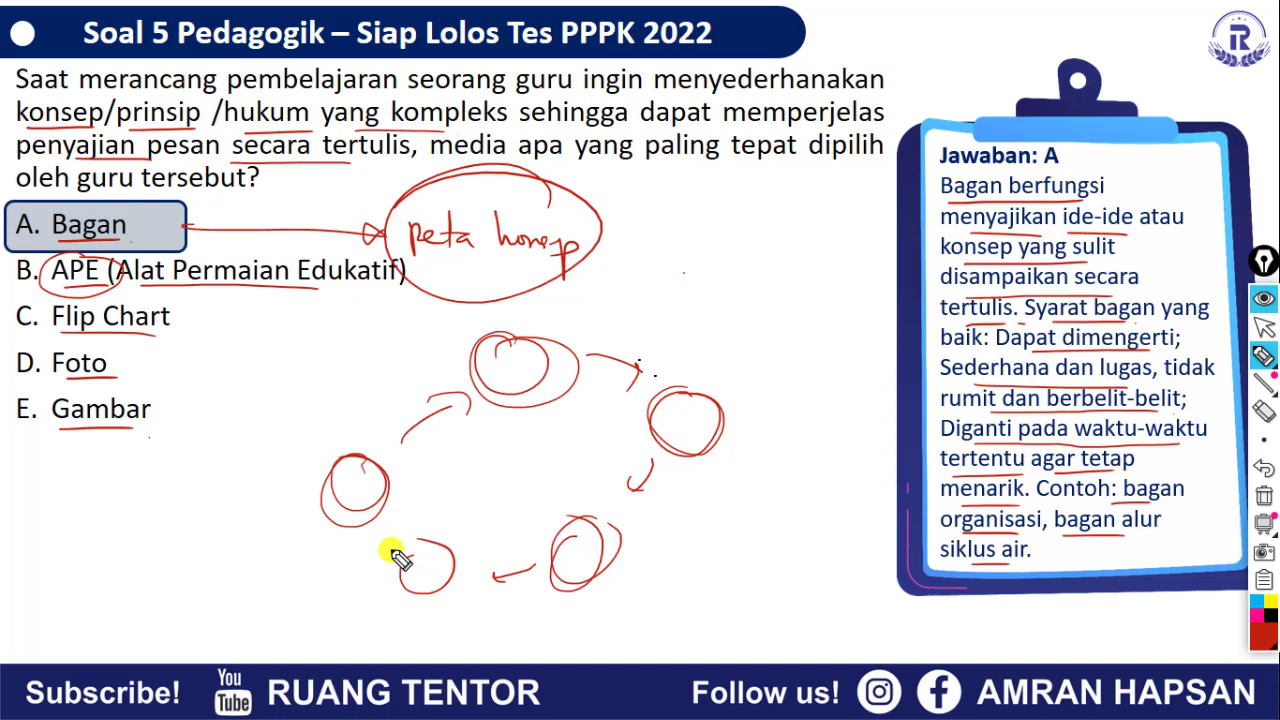 Soal 5 Pedagogik – Siap Lolos Tes PPPK 2022
Saat merancang pembelajaran seorang guru ingin menyederhanakan
konsep/prinsip /hukum yang kompleks sehingga dapat memperjelas
penyajian pesan secara tertulis, media apa yang paling tepat dipilih
oleh guru tersebut?
A. Bagan
peta konsep
B. APE (Alat Permaian Edukatif)
C. Flip Chart
D. Foto
E. Gambar
Jawaban: A
Bagan berfungsi
menyajikan ide-ide atau
konsep yang sulit
disampaikan secara
tertulis. Syarat bagan yang
baik: Dapat dimengerti;
Sederhana dan lugas, tidak
rumit dan berbelit-belit;
Diganti pada waktu-waktu
tertentu agar tetap
menarik. Contoh: bagan
organisasi, bagan alur
siklus air.
Subscribe!
You
Tube
RUANG TENTOR
Follow us!
AMRAN HAPSAN